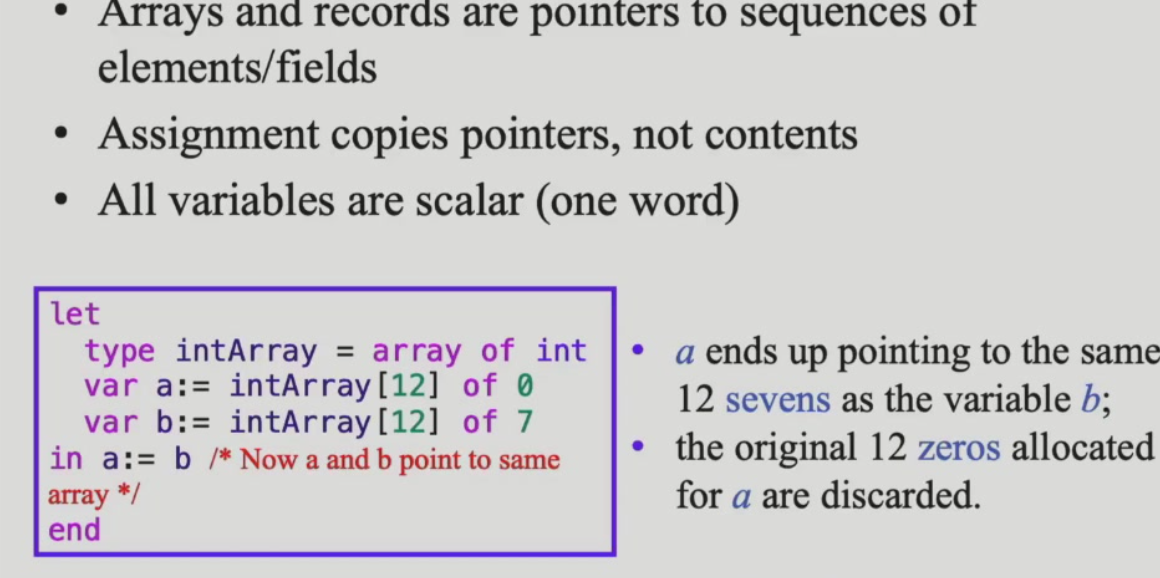 • Arrays and records are pointers to sequences of
elements/fields
• Assignment copies pointers, not contents
• All variables are scalar (one word)
let
type intArray = array of int
var a:= intArray[12] of 0
var b:= intArray[12] of 7
in a:= b /* Now a and b point to same
array */
end
• a ends up pointing to the same
12 sevens as the variable b;
• the original 12 zeros allocated
for a are discarded.